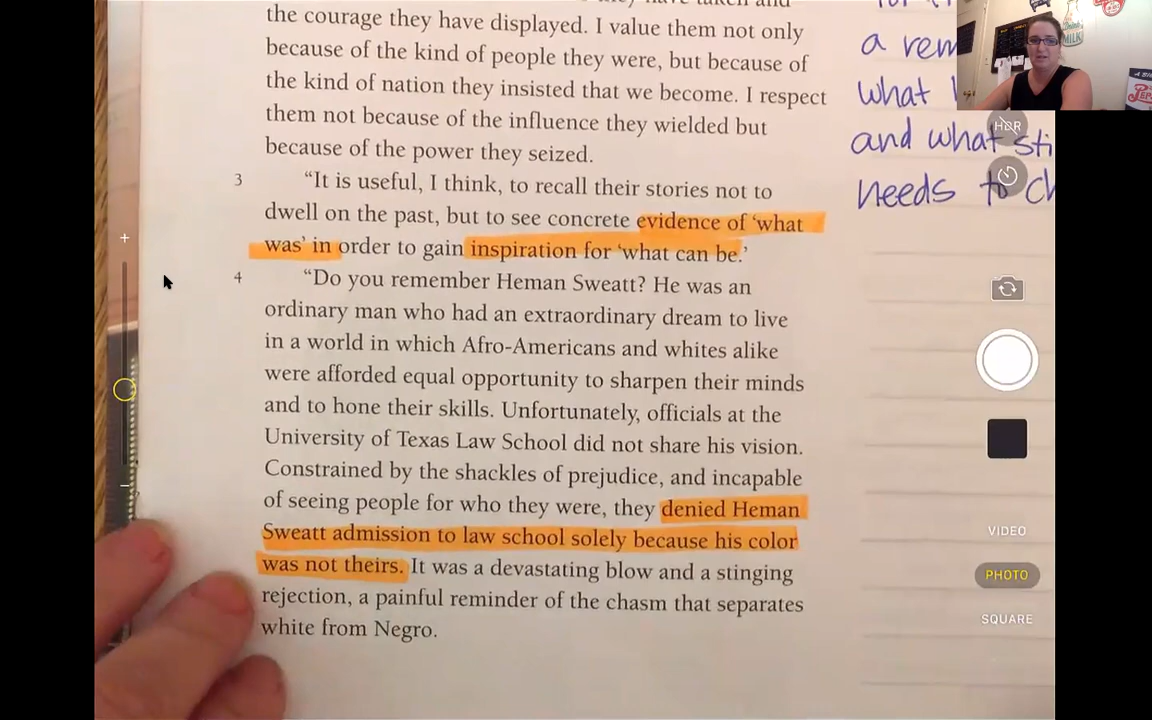 the courage they have displayed. I value them not only
because of the kind of people they were, but because of
the kind of nation they insisted that we become. I respect
them not because of the influence they wielded but
because of the power they seized.
3 “It is useful, I think, to recall their stories not to
dwell on the past, but to see concrete evidence of ‘what
was’ in order to gain inspiration for ‘what can be.’
4 “Do you remember Heman Sweatt? He was an
ordinary man who had an extraordinary dream to live
in a world in which Afro-Americans and whites alike
were afforded equal opportunity to sharpen their minds
and to hone their skills. Unfortunately, officials at the
University of Texas Law School did not share his vision.
Constrained by the shackles of prejudice, and incapable
of seeing people for who they were, they denied Heman
Sweatt admission to law school solely because his color
was not theirs. It was a devastating blow and a stinging
rejection, a painful reminder of the chasm that separates
white from Negro.
a rem
what
and what sti
needs to ch
MILK
HDR
VIDEO
PHOTO
SQUARE